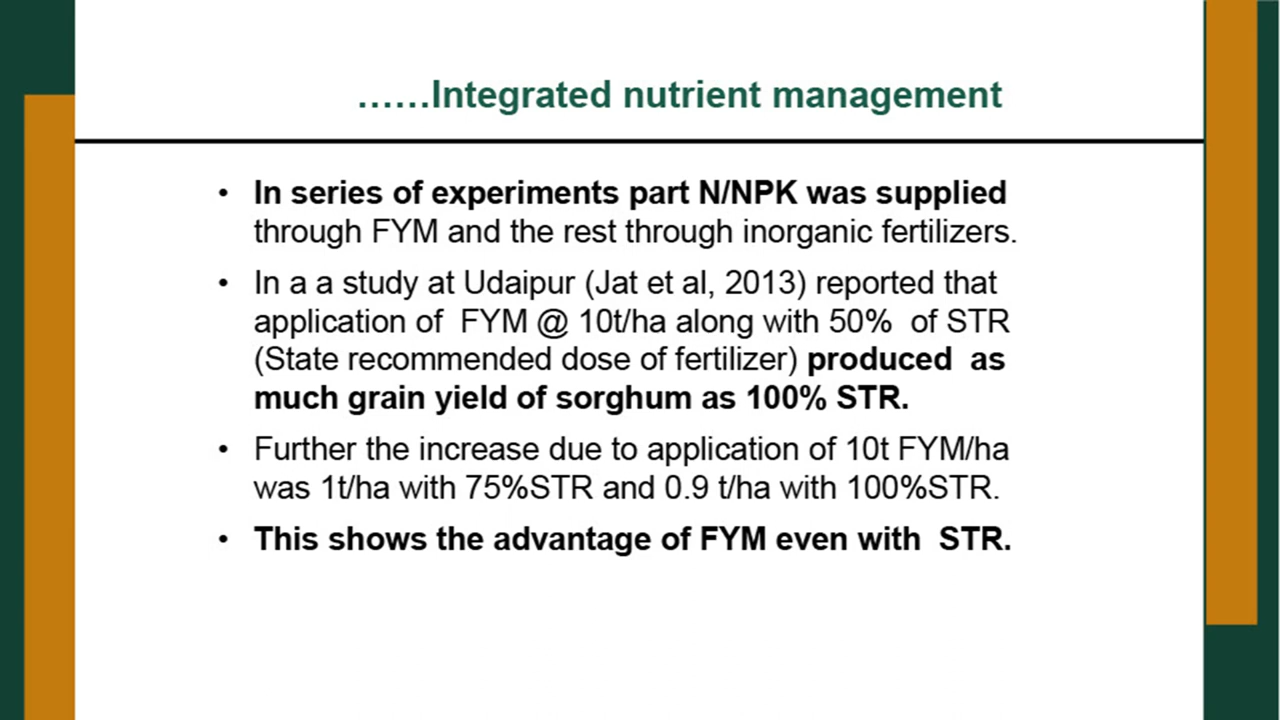 ......Integrated nutrient management
• In series of experiments part N/NPK was supplied
through FYM and the rest through inorganic fertilizers.
• In a a study at Udaipur (Jat et al, 2013) reported that
application of  FYM @ 10t/ha along with 50%  of STR
(State recommended dose of fertilizer) produced  as
much grain yield of sorghum as 100% STR.
• Further the increase due to application of 10t FYM/ha
was 1t/ha with 75%STR and 0.9 t/ha with 100%STR.
• This shows the advantage of FYM even with  STR.